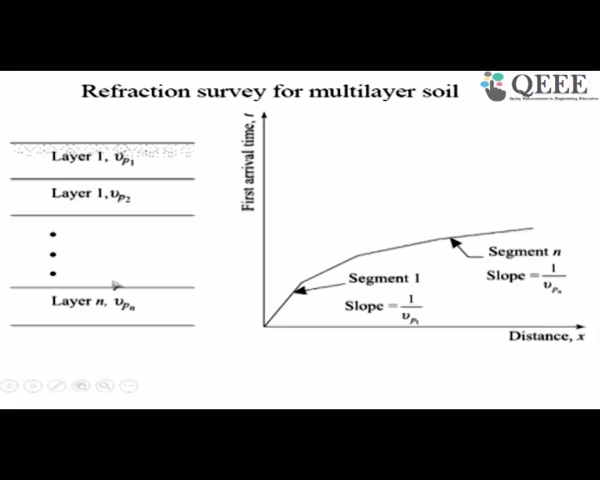 QEEE
Refraction survey for multilayer soil
Layer 1, υp₁
Layer 1,υp₂
Layer n, υpₙ
First arrival time, t
Segment 1
Slope = 1/υp₁
Segment n
Slope = 1/υpₙ
Distance, x